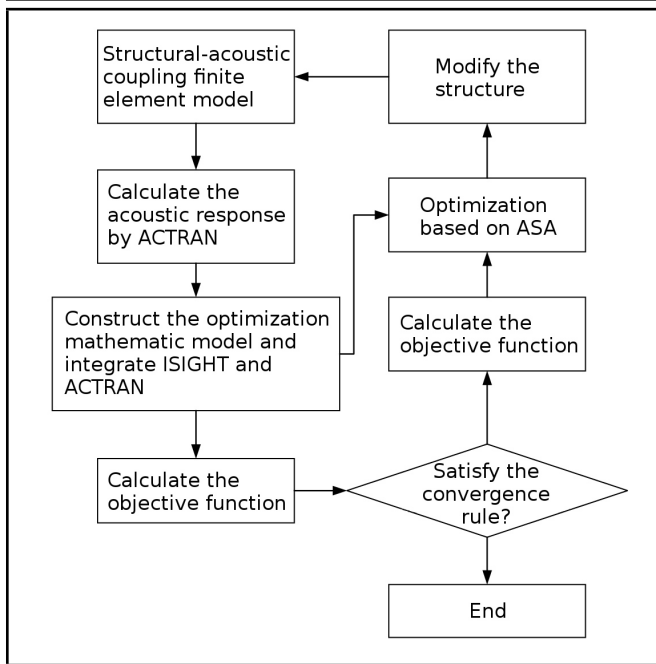 Structural-acoustic
coupling finite
element model
Calculate the
acoustic response
by ACTRAN
Construct the optimization
mathematic model and
integrate ISIGHT and
ACTRAN
Calculate the
objective function
Satisfy the
convergence
rule?
End
Calculate the
objective function
Optimization
based on ASA
Modify the
structure